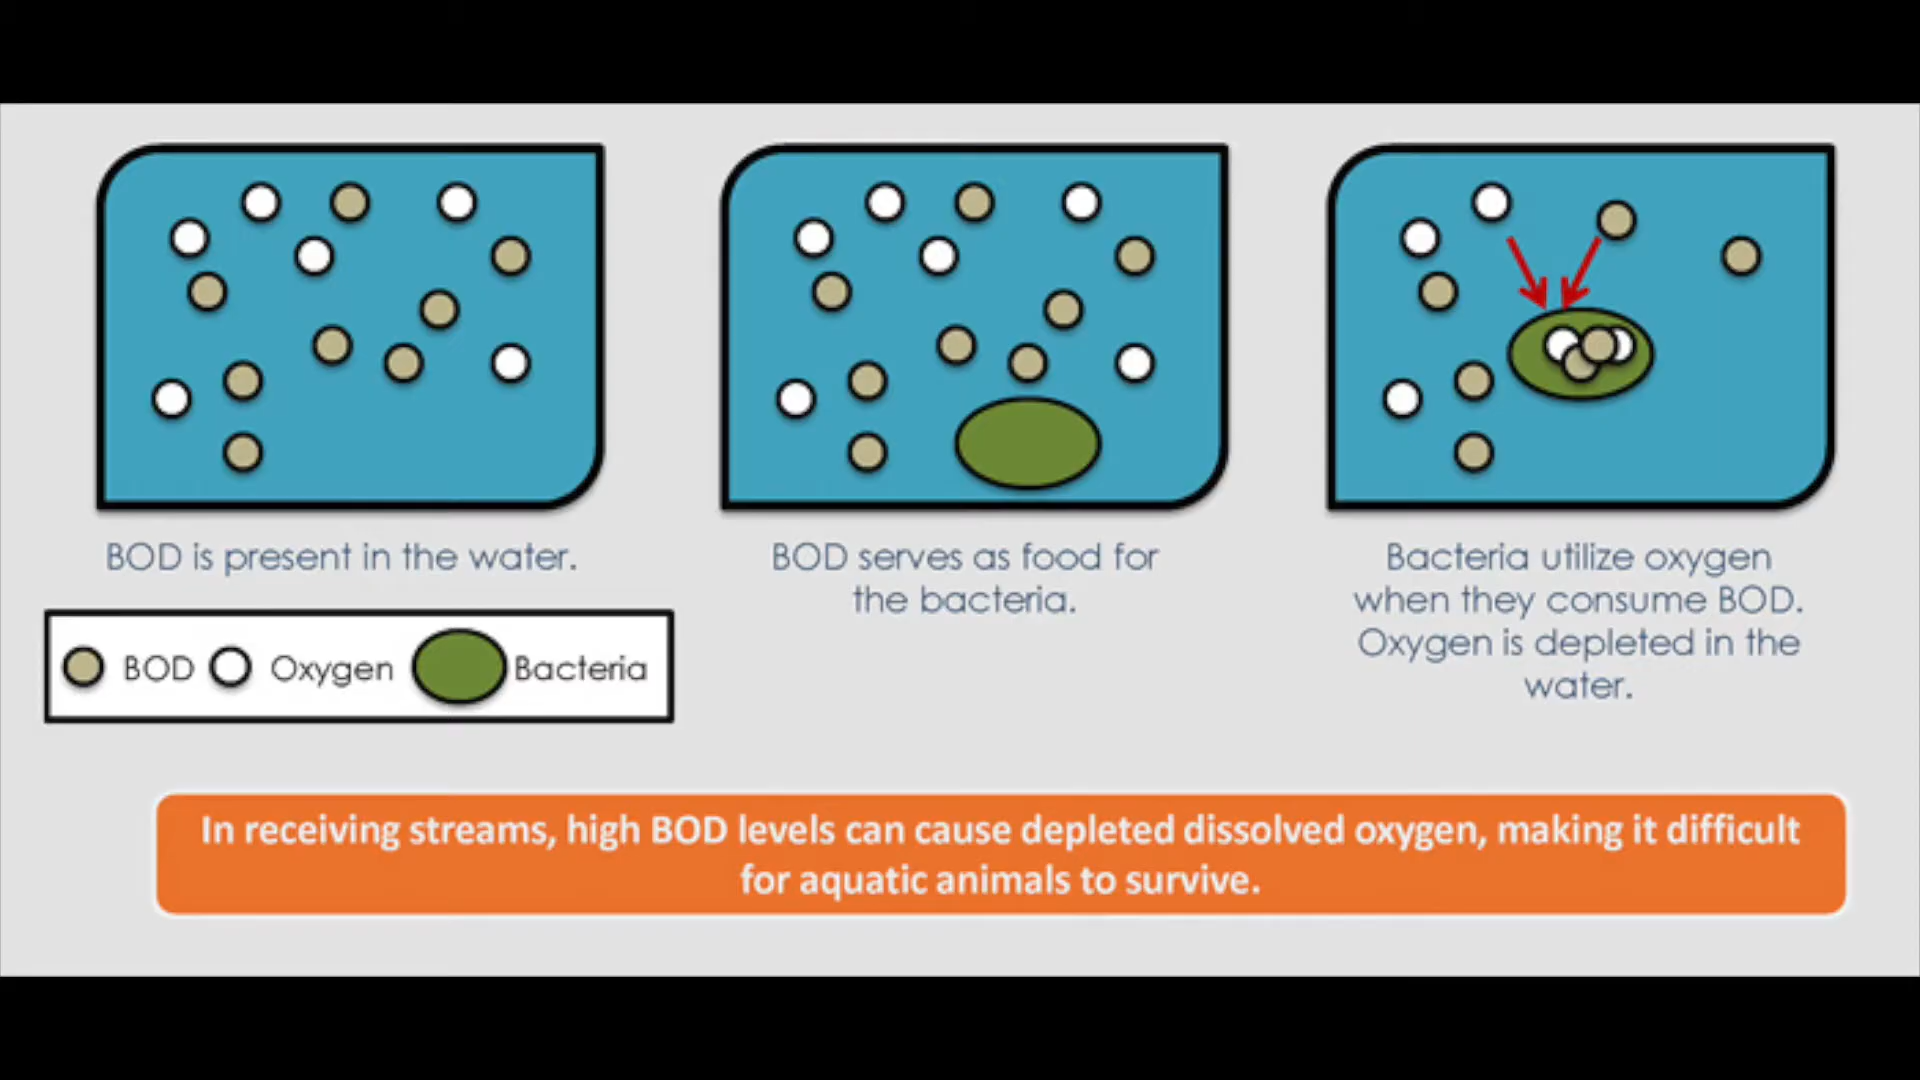 BOD is present in the water.
BOD serves as food for
the bacteria.
Bacteria utilize oxygen
when they consume BOD.
Oxygen is depleted in the
water.
BOD Oxygen Bacteria
In receiving streams, high BOD levels can cause depleted dissolved oxygen, making it difficult
for aquatic animals to survive.